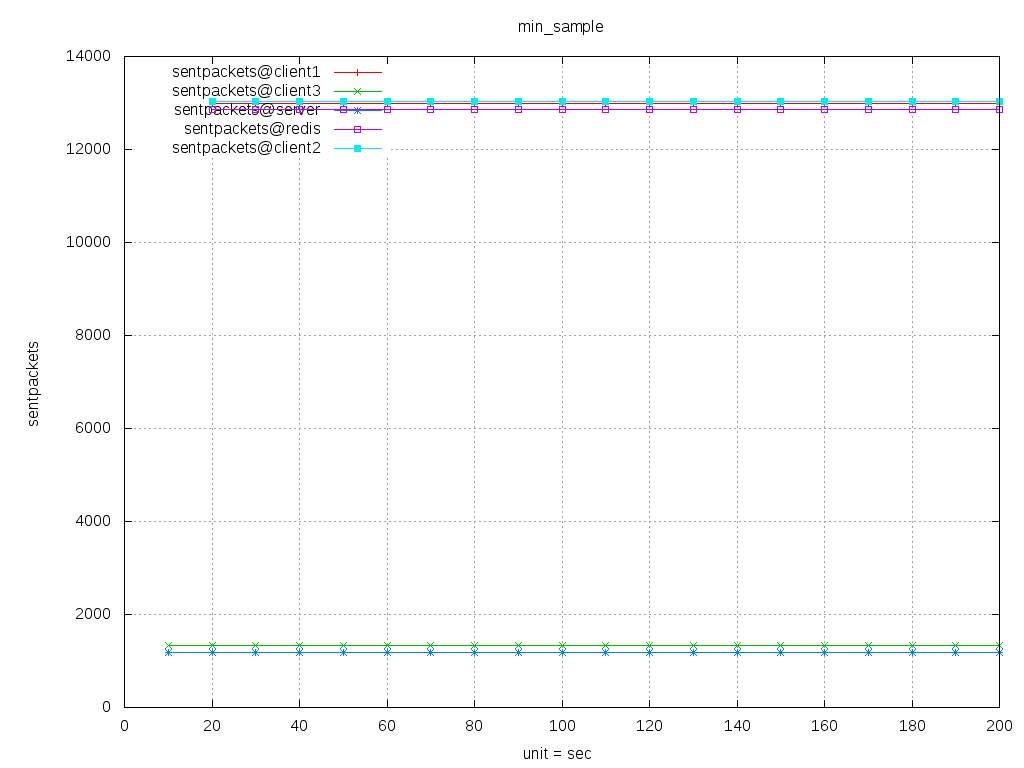 min_sample
14000
12000
10000
8000
6000
4000
2000
0
sentpackets
sentpackets@client1
sentpackets@client3
sentpackets@server
sentpackets@redis
sentpackets@client2
0 20 40 60 80 100 120 140 160 180 200
unit = sec